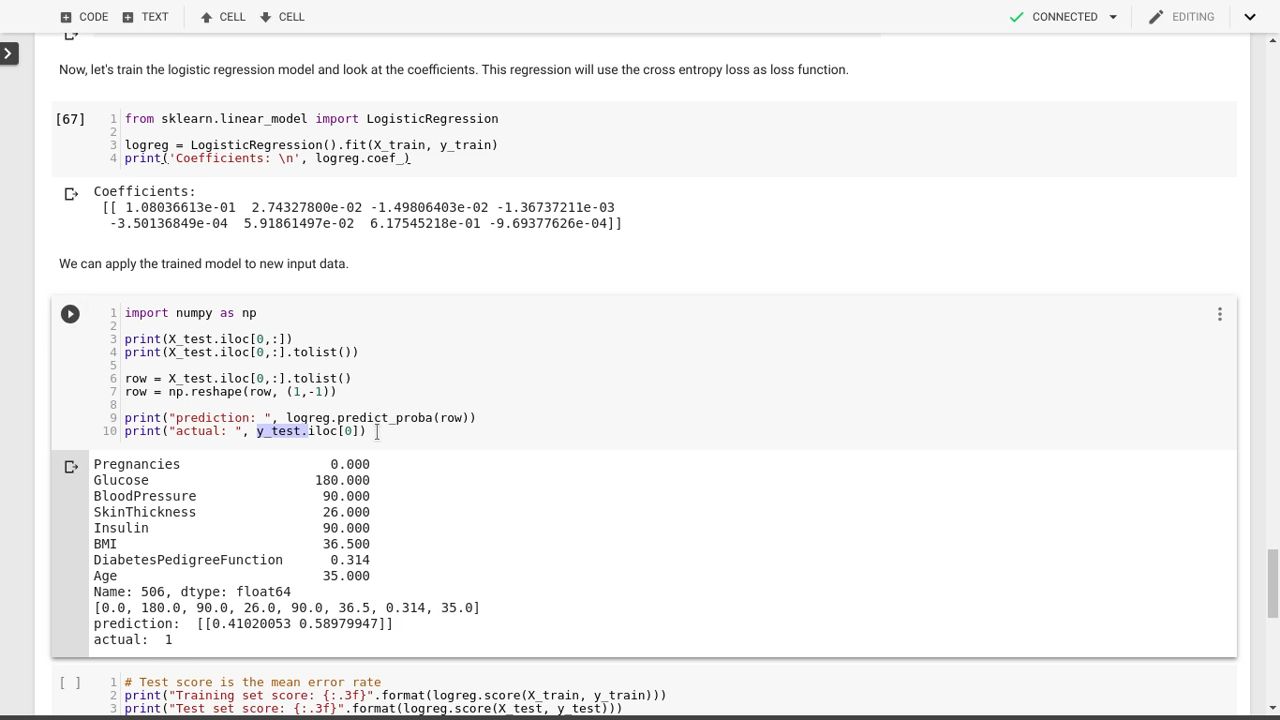 CODE TEXT CELL CELL CONNECTED EDITING
Now, let's train the logistic regression model and look at the coefficients. This regression will use the cross entropy loss as loss function.
[67] 1 from sklearn.linear_model import LogisticRegression
2
3 logreg = LogisticRegression().fit(X_train, y_train)
4 print('Coefficients: \n', logreg.coef_)
Coefficients:
[[ 1.08036613e-01 2.74327800e-02 -1.49806403e-02 -1.36737211e-03
-3.50136849e-04 5.91861497e-02 6.17545218e-01 -9.69377626e-04]]
We can apply the trained model to new input data.
1 import numpy as np
2
3 print(X_test.iloc[0,:])
4 print(X_test.iloc[0,:].tolist())
5
6 row = X_test.iloc[0,:].tolist()
7 row = np.reshape(row, (1,-1))
8
9 print("prediction: ", logreg.predict_proba(row))
10 print("actual: ", y_test.iloc[0])
Pregnancies 0.000
Glucose 180.000
BloodPressure 90.000
SkinThickness 26.000
Insulin 90.000
BMI 36.500
DiabetesPedigreeFunction 0.314
Age 35.000
Name: 506, dtype: float64
[0.0, 180.0, 90.0, 26.0, 90.0, 36.5, 0.314, 35.0]
prediction: [[0.41020053 0.58979947]]
actual: 1
[ ] 1 # Test score is the mean error rate
2 print("Training set score: {:.3f}".format(logreg.score(X_train, y_train)))
3 print("Test set score: {:.3f}".format(logreg.score(X_test, y_test)))